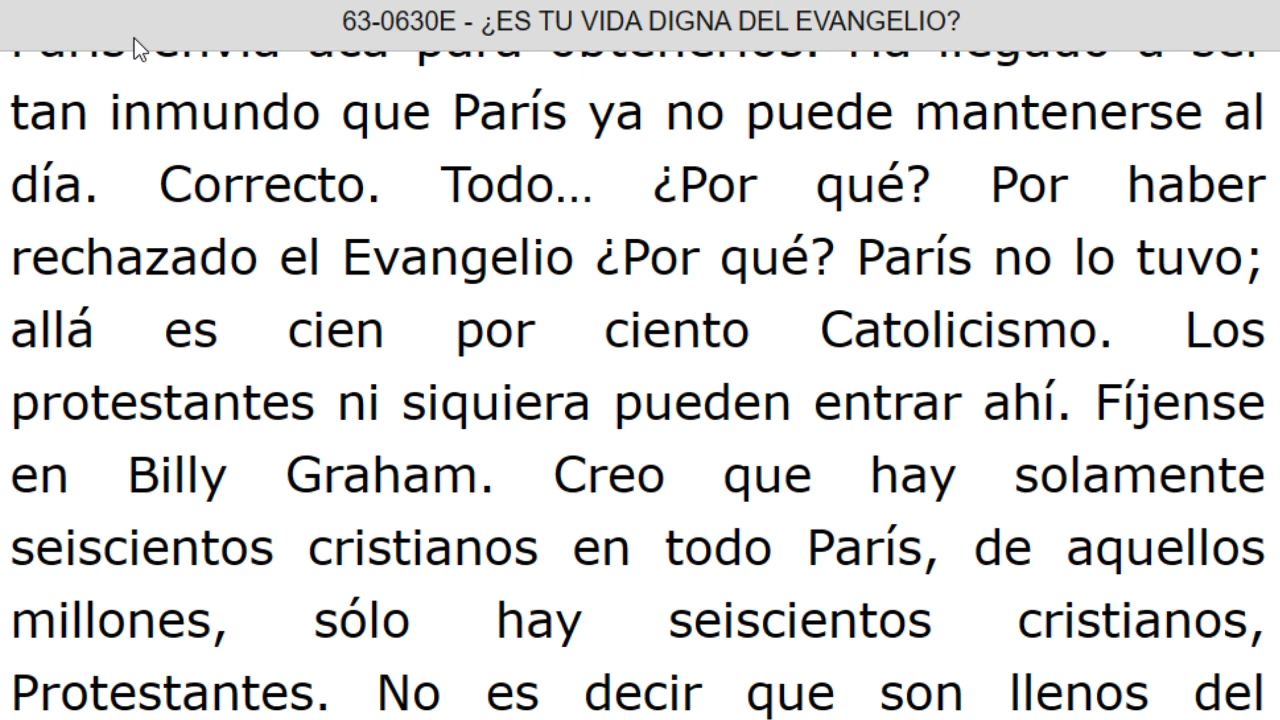 63-0630E - ¿ES TU VIDA DIGNA DEL EVANGELIO?
tan inmundo que París ya no puede mantenerse al
día. Correcto. Todo… ¿Por qué? Por haber
rechazado el Evangelio ¿Por qué? París no lo tuvo;
allá es cien por ciento Catolicismo. Los
protestantes ni siquiera pueden entrar ahí. Fíjense
en Billy Graham. Creo que hay solamente
seiscientos cristianos en todo París, de aquellos
millones, sólo hay seiscientos cristianos,
Protestantes. No es decir que son llenos del